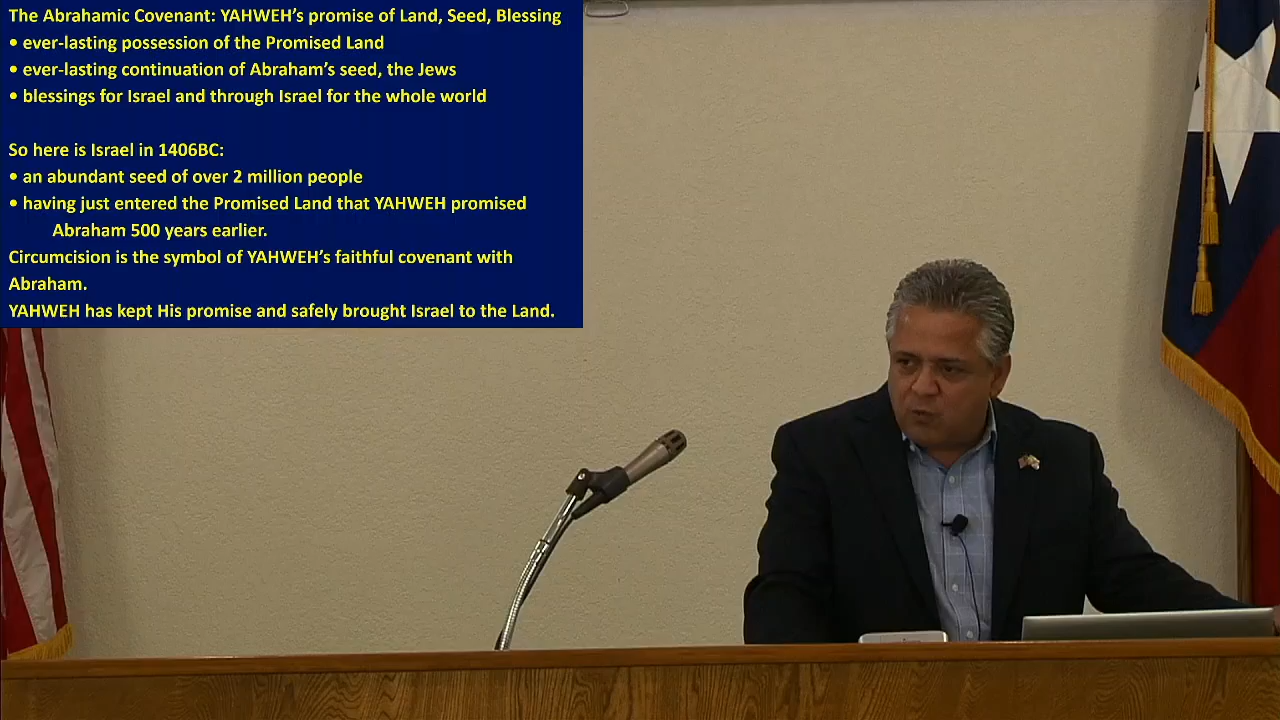 The Abrahamic Covenant: YAHWEH’s promise of Land, Seed, Blessing
• ever-lasting possession of the Promised Land
• ever-lasting continuation of Abraham’s seed, the Jews
• blessings for Israel and through Israel for the whole world
So here is Israel in 1406BC:
• an abundant seed of over 2 million people
• having just entered the Promised Land that YAHWEH promised
Abraham 500 years earlier.
Circumcision is the symbol of YAHWEH’s faithful covenant with
Abraham.
YAHWEH has kept His promise and safely brought Israel to the Land.